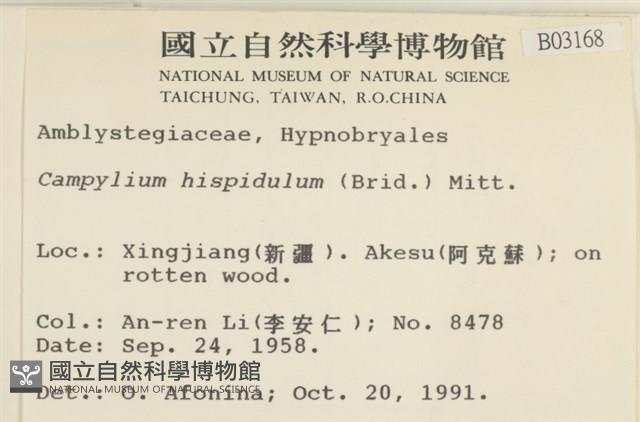 國立自然科學博物館
B03168
NATIONAL MUSEUM OF NATURAL SCIENCE
TAICHUNG, TAIWAN, R.O.CHINA
Amblystegiaceae, Hypnobryales
Campylium hispidulum (Brid.) Mitt.
Loc.: Xingjiang(新疆). Akesu(阿克蘇); on
rotten wood.
Col.: An-ren Li(李安仁); No. 8478
Date: Sep. 24, 1958.
國立自然科學博物館
NATIONAL MUSEUM OF NATURAL SCIENCE
Det.: O. Afonina; Oct. 20, 1991.